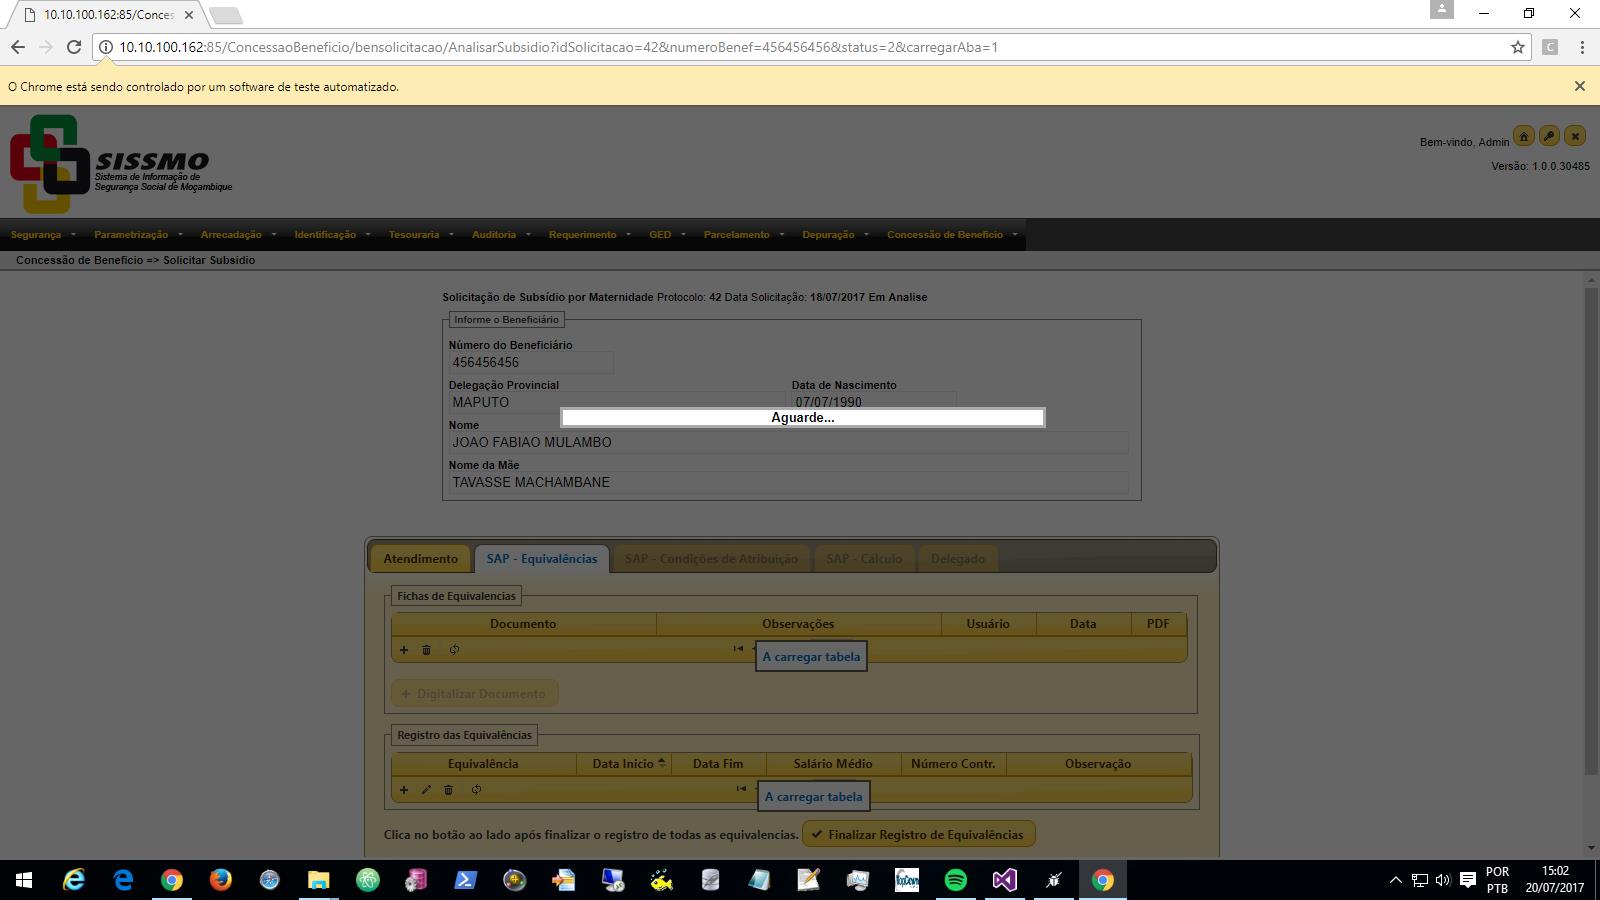 10.10.100.162:85/Conces
10.10.100.162:85/ConcessaoBeneficio/bensolicitacao/AnalisarSubsidio?idSolicitacao=42&numeroBenef=456456456&status=2&carregarAba=1
O Chrome está sendo controlado por um software de teste automatizado.
SISSMO
Sistema de Informação de
Segurança Social de Moçambique
Bem-vindo, Admin
Versão: 1.0.0.30485
Segurança Parametrização Arrecadação Identificação Tesouraria Auditoria Requerimento GED Parcelamento Depuração Concessão de Beneficio
Concessão de Beneficio => Solicitar Subsidio
Solicitação de Subsídio por Maternidade Protocolo: 42 Data Solicitação: 18/07/2017 Em Analise
Informe o Beneficiário
Número do Beneficiário
456456456
Delegação Provincial Data de Nascimento
MAPUTO 07/07/1990
Aguarde...
Nome
JOAO FABIAO MULAMBO
Nome da Mãe
TAVASSE MACHAMBANE
Atendimento SAP - Equivalências SAP - Condições de Atribuição SAP - Cálculo Delegado
Fichas de Equivalencias
Documento Observações Usuário Data PDF
A carregar tabela
Digitalizar Documento
Registro das Equivalências
Equivalência Data Inicio Data Fim Salário Médio Número Contr. Observação
A carregar tabela
Clica no botão ao lado após finalizar o registro de todas as equivalencias. Finalizar Registro de Equivalências
TopDown
POR
PTB
15:02
20/07/2017